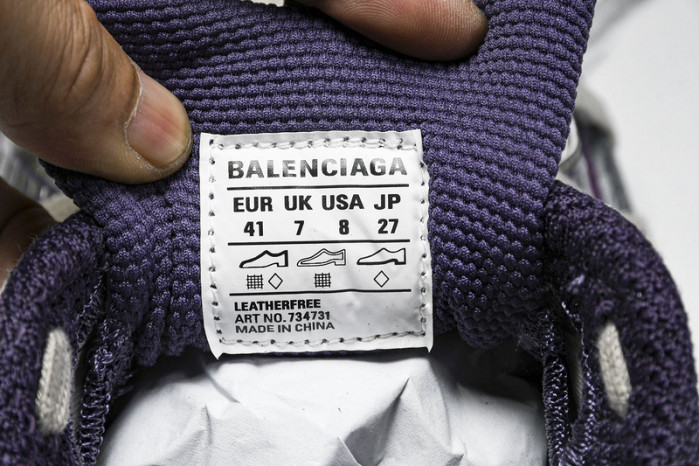 BALENCIAGA
EUR UK USA JP
41 7 8 27
LEATHERFREE
ART NO. 734731
MADE IN CHINA